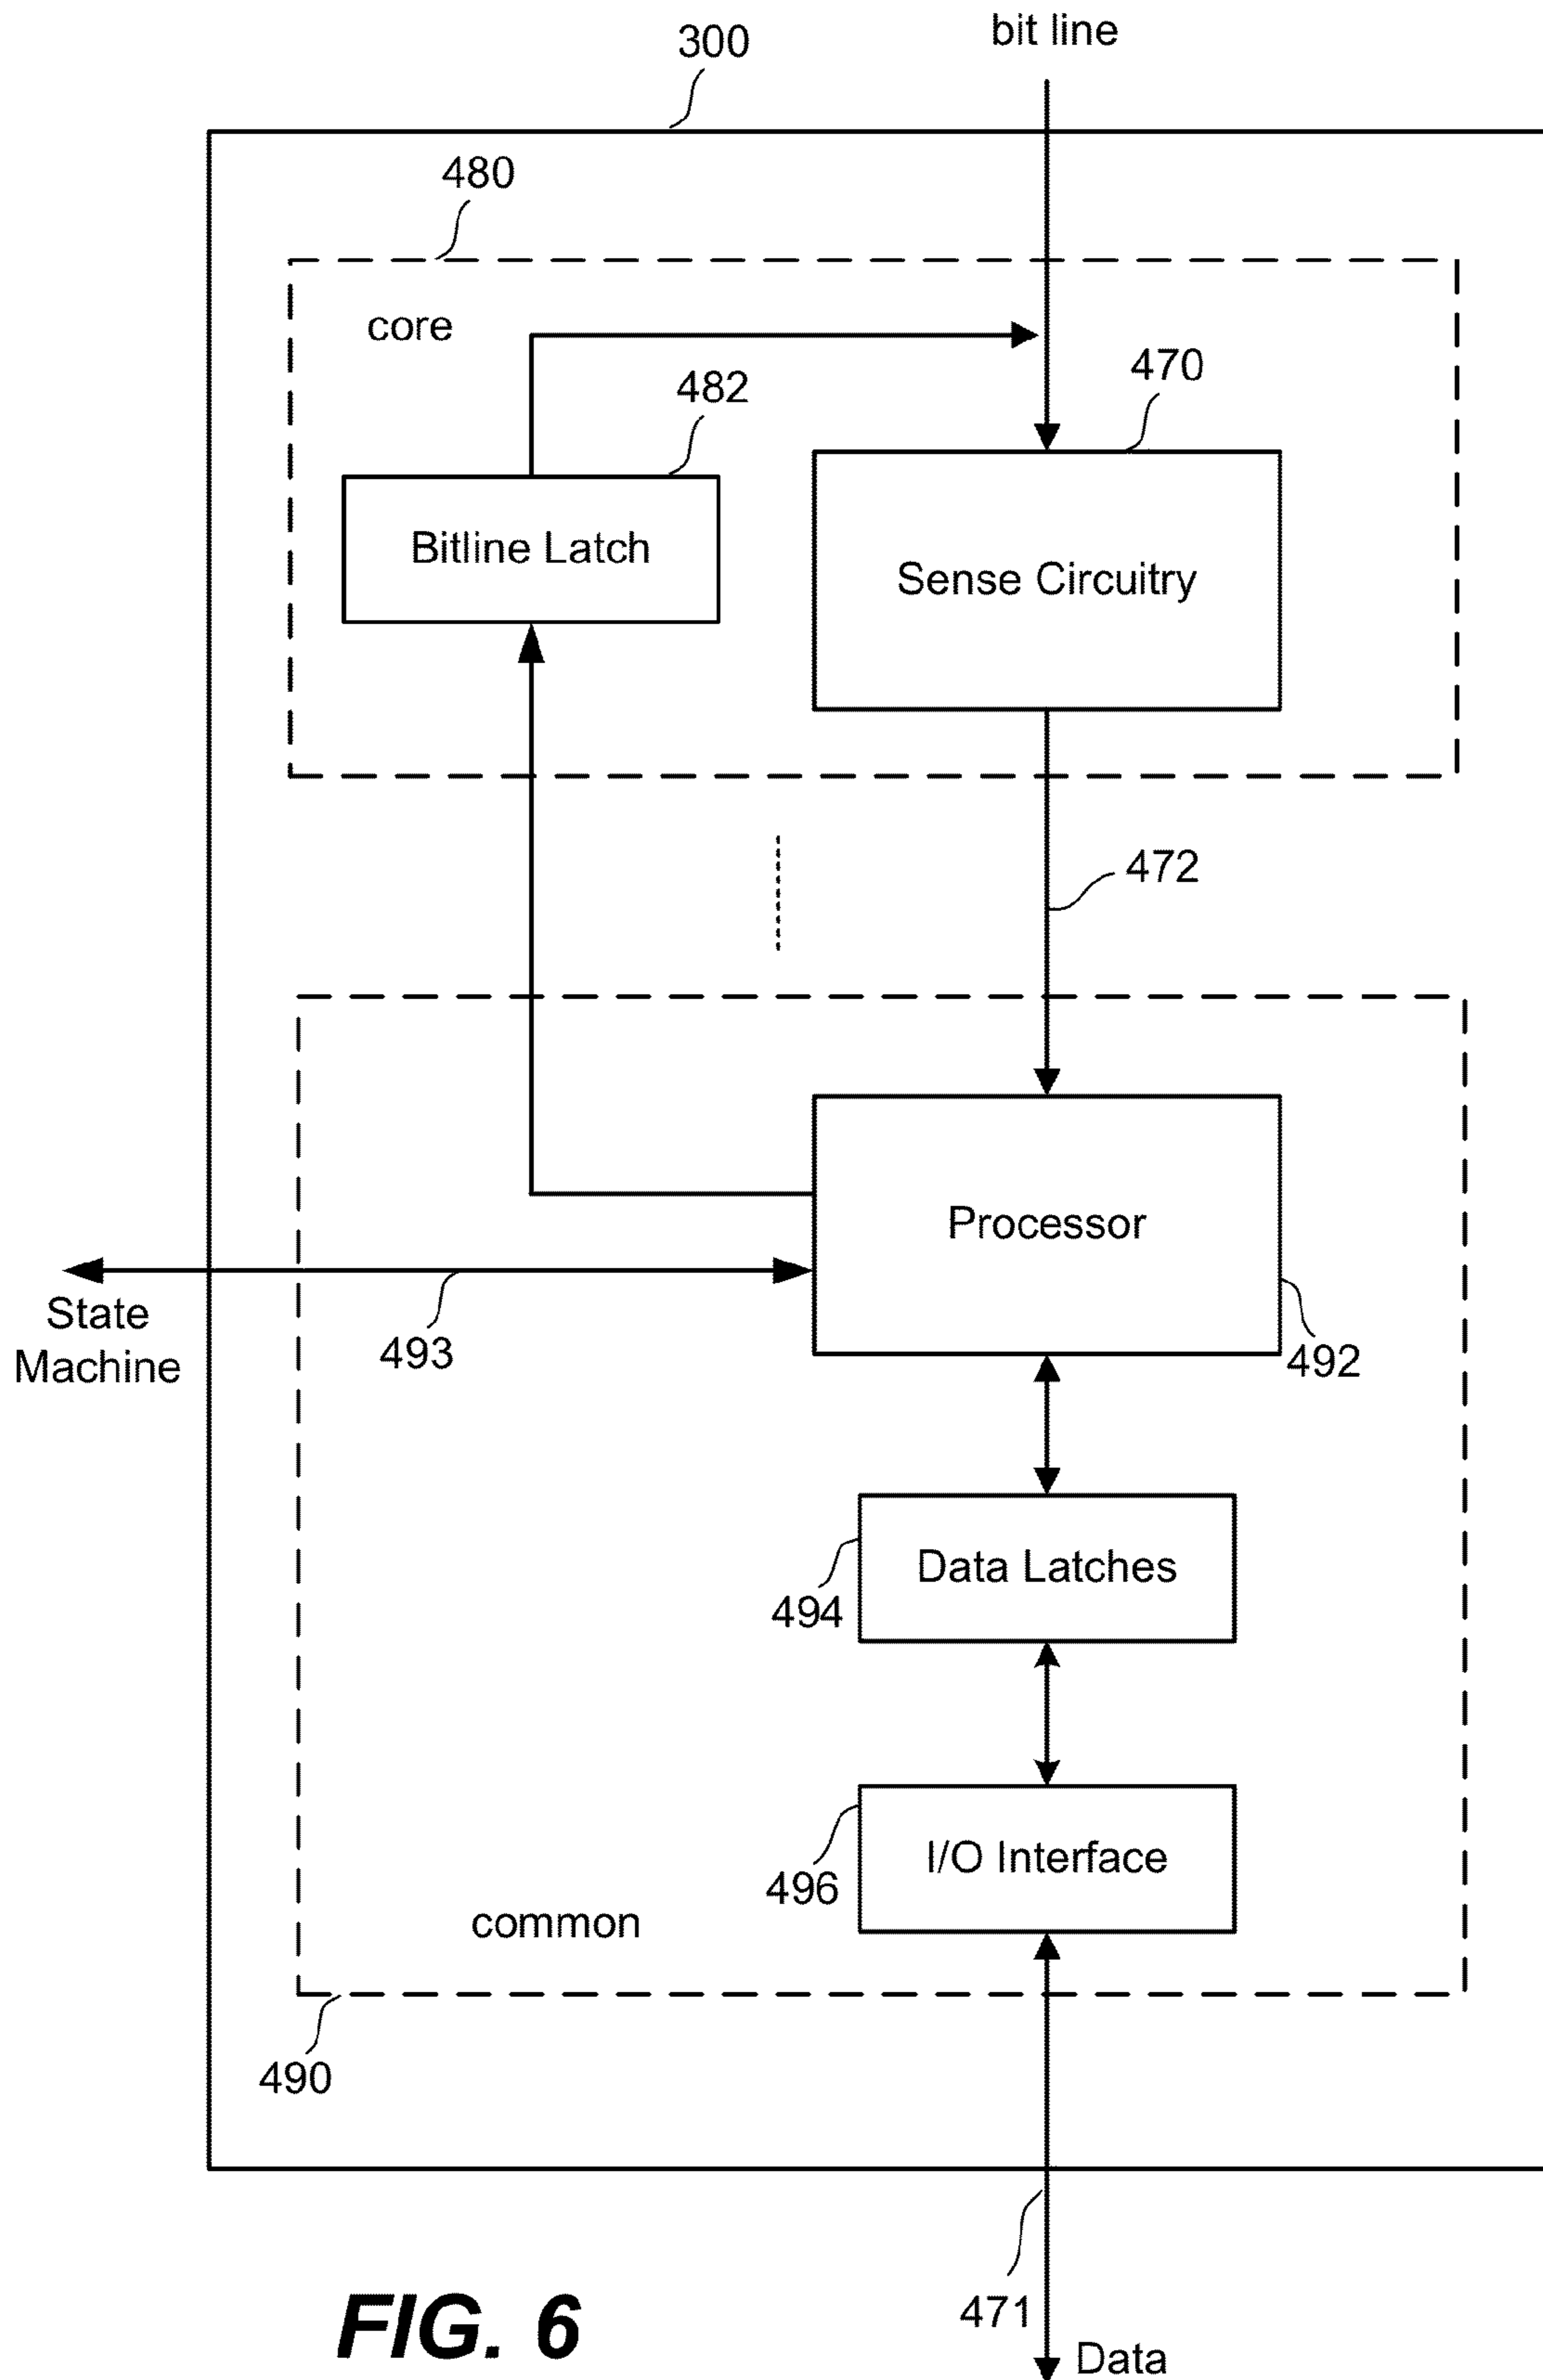 bit line
300
480
core
470
482
Bitline Latch
Sense Circuitry
472
Processor
State
Machine
493
492
Data Latches
494
I/O Interface
496
common
490
471
Data
FIG. 6